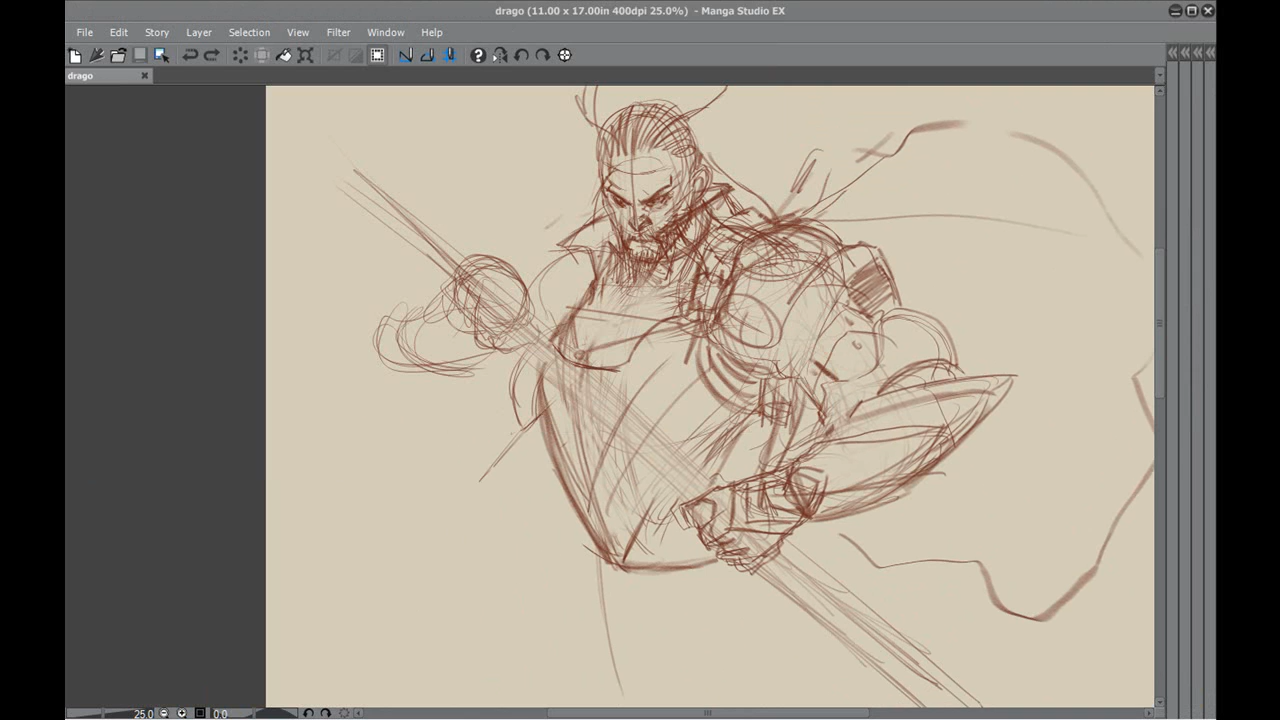 drago (11.00 x 17.00in 400dpi 25.0%) - Manga Studio EX
File Edit Story Layer Selection View Filter Window Help
drago
25.0 0.0